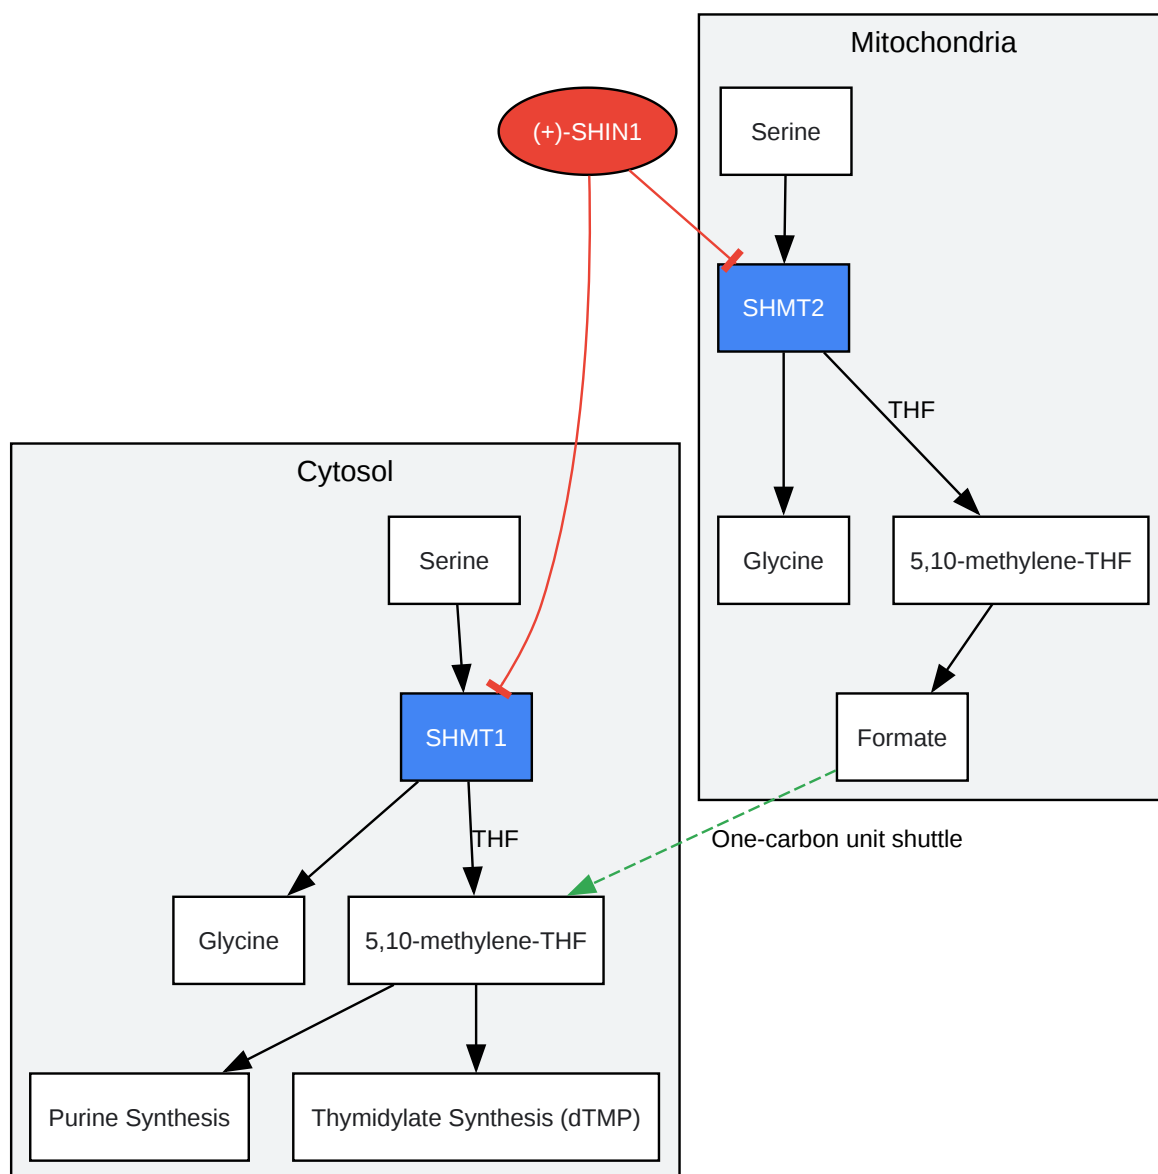 Mitochondria
(+)-SHIN1
Serine
SHMT2
THF
Cytosol
Serine
Glycine
5,10-methylene-THF
SHMT1
Formate
THF
One-carbon unit shuttle
Glycine
5,10-methylene-THF
Purine Synthesis
Thymidylate Synthesis (dTMP)